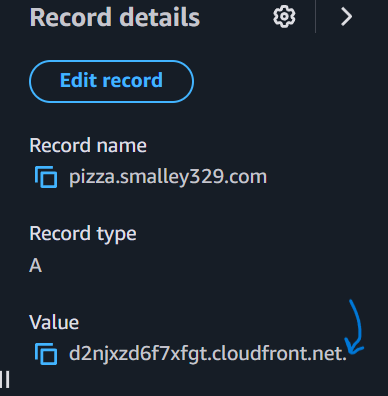 Record details
Edit record
Record name
pizza.smalley329.com
Record type
A
Value
d2njxzd6f7xfgt.cloudfront.net.